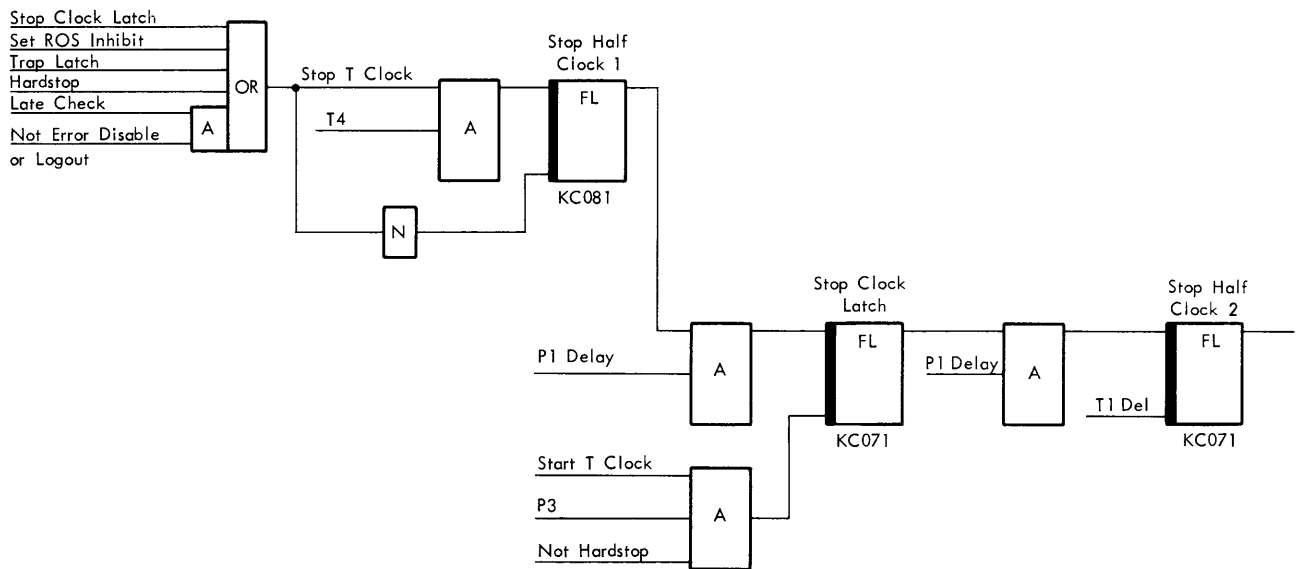 Stop Clock Latch
Set ROS Inhibit
Trap Latch
Hardstop
Late Check
Not Error Disable
or Logout
A
OR
Stop T Clock
T4
A
N
Stop Half
Clock 1
FL
KC081
P1 Delay
A
Stop Clock
Latch
FL
KC071
Start T Clock
P3
Not Hardstop
A
P1 Delay
A
T1 Del
Stop Half
Clock 2
FL
KC071